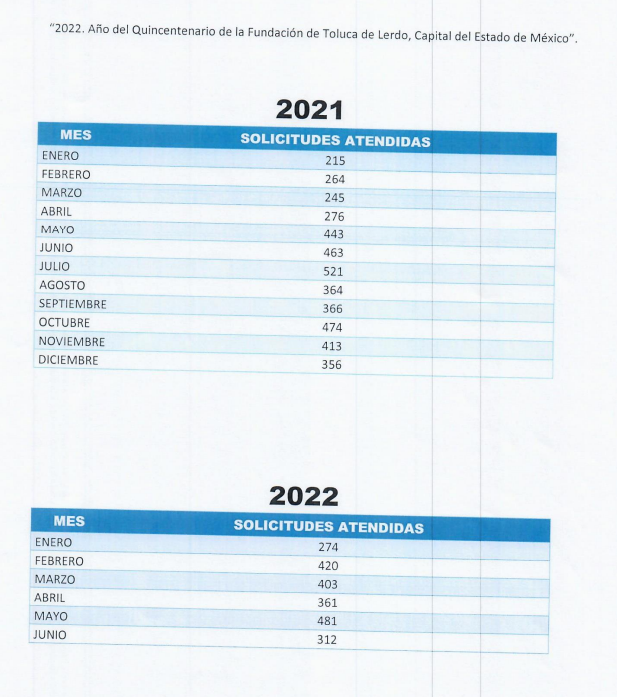 “2022. Año del Quincentenario de la Fundación de Toluca de Lerdo, Capital del Estado de México”.
2021
MES SOLICITUDES ATENDIDAS
ENERO 215
FEBRERO 264
MARZO 245
ABRIL 276
MAYO 443
JUNIO 463
JULIO 521
AGOSTO 364
SEPTIEMBRE 366
OCTUBRE 474
NOVIEMBRE 413
DICIEMBRE 356
2022
MES SOLICITUDES ATENDIDAS
ENERO 274
FEBRERO 420
MARZO 403
ABRIL 361
MAYO 481
JUNIO 312